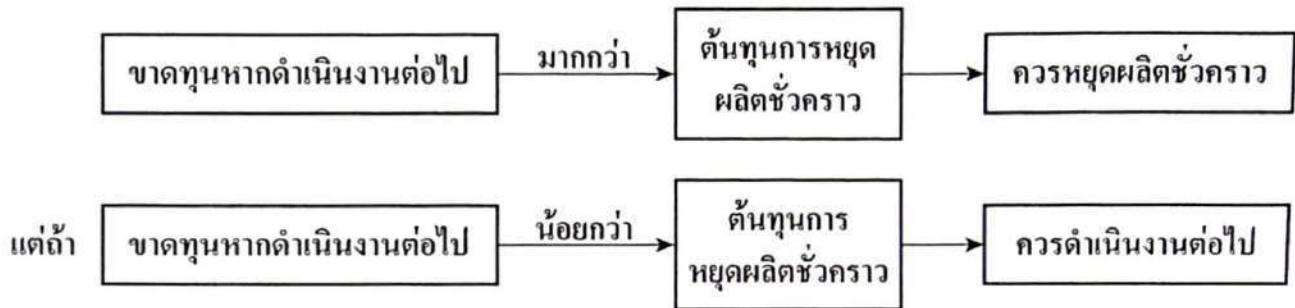 ขาดทุนหากดำเนินงานต่อไป
มากกว่า
ต้นทุนการหยุด
ผลิตชั่วคราว
ควรหยุดผลิตชั่วคราว
แต่ถ้า
ขาดทุนหากดำเนินงานต่อไป
น้อยกว่า
ต้นทุนการ
หยุดผลิตชั่วคราว
ควรดำเนินงานต่อไป